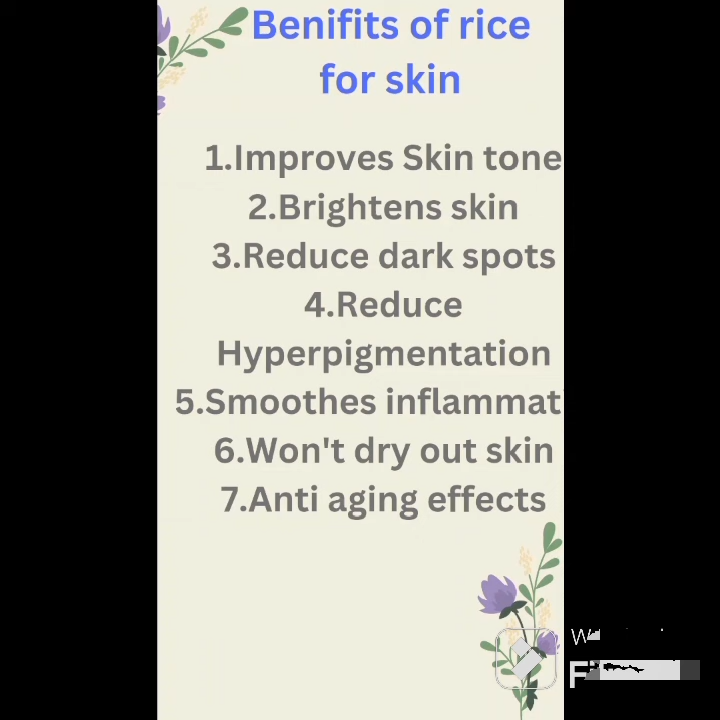 Benifits of rice
for skin
1.Improves Skin tone
2.Brightens skin
3.Reduce dark spots
4.Reduce
Hyperpigmentation
5.Smoothes
6.Won't dry out skin
7.Anti aging effects